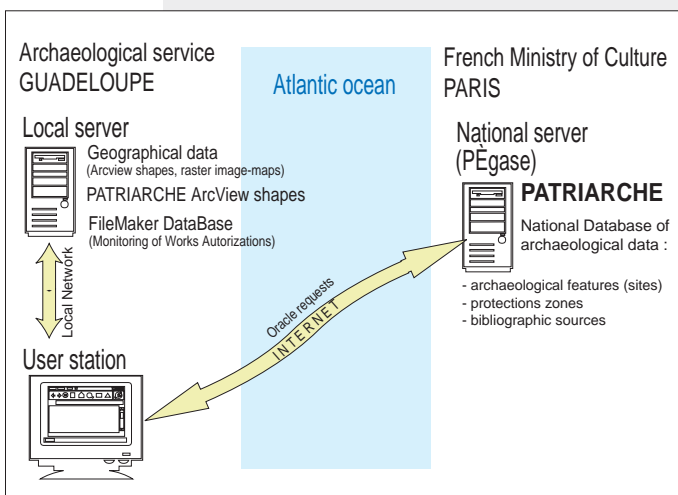 Archaeological service
GUADELOUPE
Atlantic ocean
French Ministry of Culture
PARIS
Local server
Geographical data
(Arcview shapes, raster image-maps)
PATRIARCHE ArcView shapes
FileMaker DataBase
(Monitoring of Works Autorizations)
Local Network
User station
Oracle requests
INTERNET
National server
(PÈgase)
PATRIARCHE
National Database of
archaeological data :
- archaeological features (sites)
- protections zones
- bibliographic sources